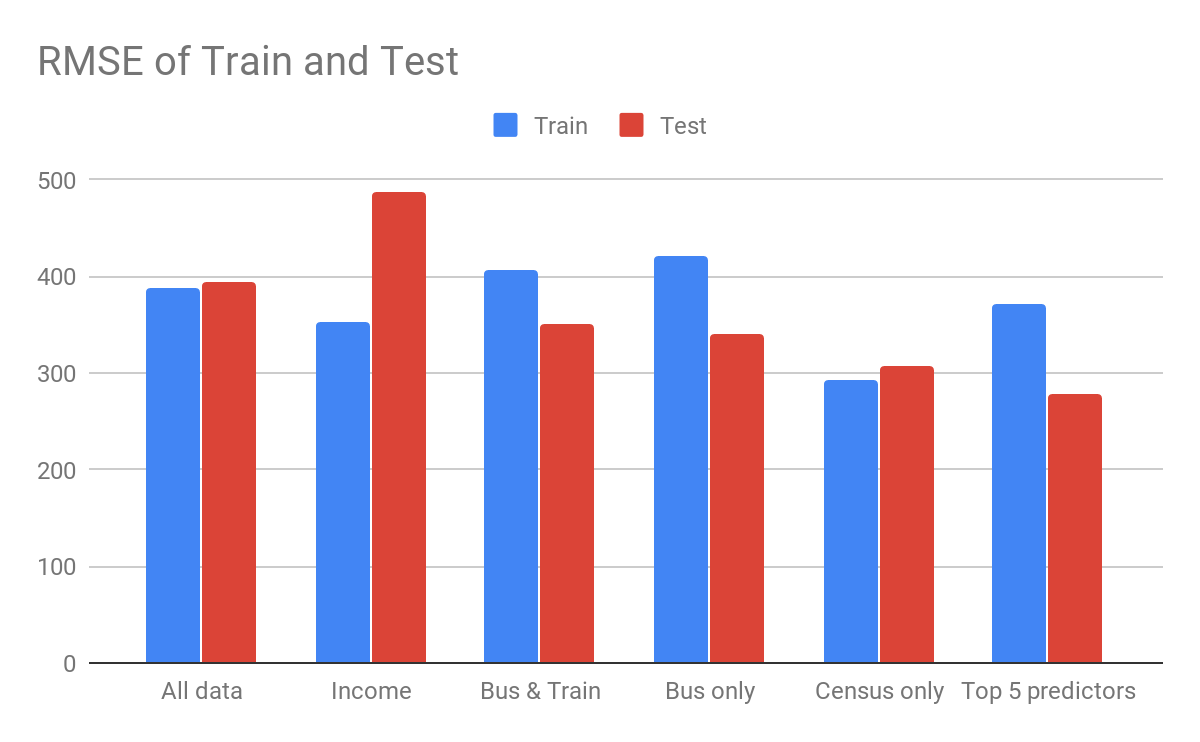 RMSE of Train and Test
Train Test
500
400
300
200
100
0
All data Income Bus & Train Bus only Census only Top 5 predictors